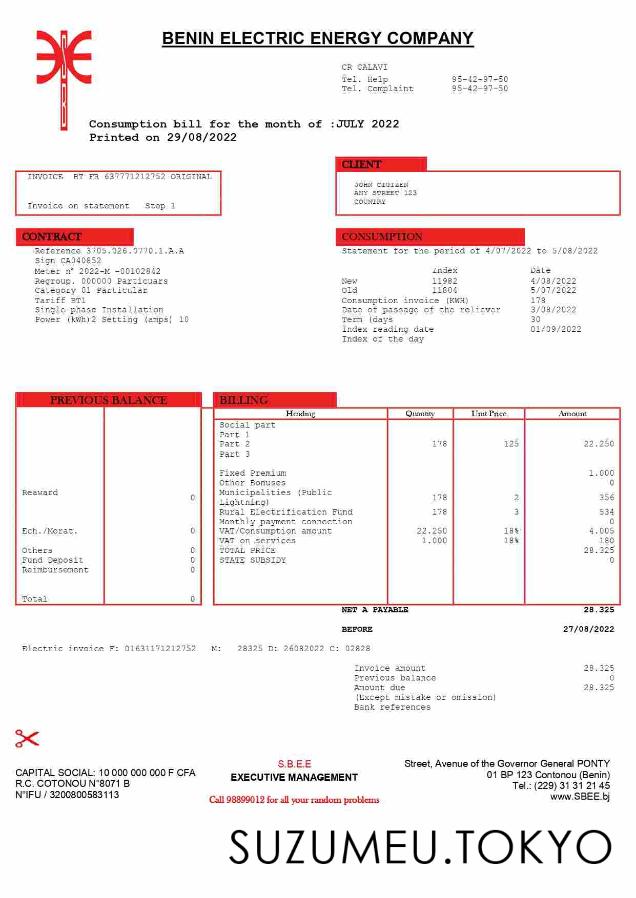 BENIN ELECTRIC ENERGY COMPANY
CR CALAVI
Tel. Help 95-42-97-50
Tel. Complaint 95-42-97-50
Consumption bill for the month of :JULY 2022
Printed on 29/08/2022
INVOICE BT FR 637771212752 ORIGINAL
Invoice on statement Step 1
CLIENT
JOHN CITIZEN
ANY STREET 123
COUNTRY
CONTRACT
Reference 3705.026.0770.1.A.A
Sign CA040852
Meter n° 2022-M -00102842
Regroup. 000000 Particuars
Category 01 Particular
Tariff BT1
Single phase Installation
Power (kWh)2 Setting (amps( 10
CONSUMPTION
Statement for the period of 4/07/2022 to 5/08/2022
Index Date
New 11982 4/08/2022
Old 11804 5/07/2022
Consumption invoice (KWH) 178
Date of passage of the reliever 3/08/2022
Term (days 30
Index reading date 01/09/2022
Index of the day
PREVIOUS BALANCE
Reaward 0
Ech./Morat. 0
Others 0
Fund Deposit 0
Reimbursement 0
Total 0
BILLING
Heading Quantity Unit Price Amount
Social part
Part 1
Part 2 178 125 22.250
Part 3
Fixed Premium 1.000
Other Bonuses 0
Municipalities (Public
Lightning) 178 2 356
Rural Electrification Fund 178 3 534
Monthly payment connection 0
VAT/Consumption amount 22.250 18% 4.005
VAT on services 1.000 18% 180
TOTAL PRICE 28.325
STATE SUBSIDY 0
NET A PAYABLE 28.325
BEFORE 27/08/2022
Electric invoice F: 01631171212752 M: 28325 D: 26082022 C: 02828
Invoice amount 28.325
Previous balance 0
Amount due 28.325
(Except mistake or omission)
Bank references
CAPITAL SOCIAL: 10 000 000 000 F CFA
R.C. COTONOU N°8071 B
N°IFU / 3200800583113
S.B.E.E
EXECUTIVE MANAGEMENT
Call 98899012 for all your random problems
Street, Avenue of the Governor General PONTY
01 BP 123 Contonou (Benin)
Tel.: (229) 31 31 21 45
www.SBEE.bj
SUZUMEU.TOKYO